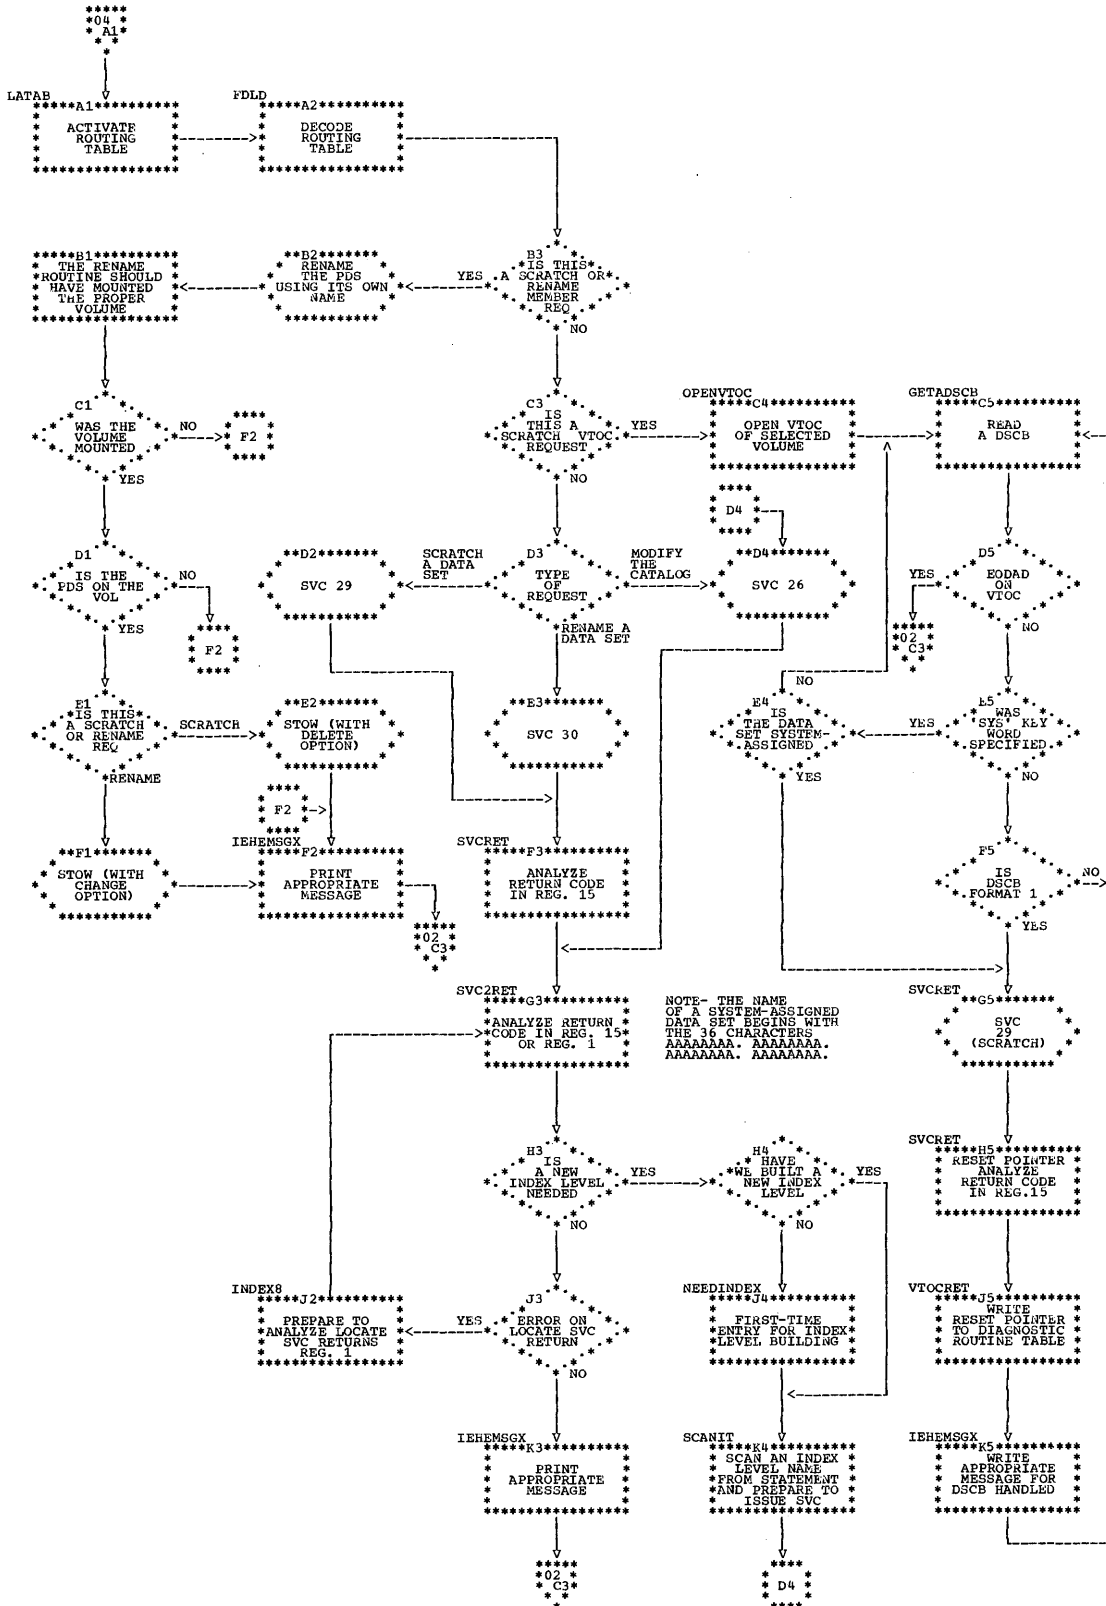 04
A1
LATAB
A1
ACTIVATE
ROUTING
TABLE
FDLD
A2
DECODE
ROUTING
TABLE
B1
THE RENAME
ROUTINE SHOULD
HAVE MOUNTED
THE PROPER
VOLUME
B2
RENAME
THE PDS
USING ITS OWN
NAME
YES
B3
IS THIS
A SCRATCH OR
RENAME
MEMBER
REQ
NO
C1
WAS THE
VOLUME
MOUNTED
NO
F2
YES
C3
IS
THIS A
SCRATCH VTOC
REQUEST
YES
NO
OPENVTOC
C4
OPEN VTOC
OF SELECTED
VOLUME
GETADSCB
C5
READ
A DSCB
D4
D1
IS THE
PDS ON THE
VOL
NO
F2
YES
D2
SVC 29
SCRATCH
A DATA
SET
D3
TYPE
OF
REQUEST
MODIFY
THE
CATALOG
RENAME A
DATA SET
D4
SVC 26
D5
EODAD
ON
VTOC
YES
02
C3
NO
E1
IS THIS
A SCRATCH
OR RENAME
REQ
SCRATCH
RENAME
E2
STOW (WITH
DELETE
OPTION)
E3
SVC 30
NO
E4
IS
THE DATA
SET SYSTEM-
ASSIGNED
YES
YES
E5
WAS
'SYS' KEY
WORD
SPECIFIED
NO
F2
F1
STOW (WITH
CHANGE
OPTION)
IEHEMSGX
F2
PRINT
APPROPRIATE
MESSAGE
02
C3
SVCRET
F3
ANALYZE
RETURN CODE
IN REG. 15
F5
IS
DSCB
FORMAT 1
NO
YES
SVC2RET
G3
ANALYZE RETURN
CODE IN REG. 15
OR REG. 1
NOTE- THE NAME
OF A SYSTEM-ASSIGNED
DATA SET BEGINS WITH
THE 36 CHARACTERS
AAAAAAAA. AAAAAAAA.
AAAAAAAA. AAAAAAAA.
SVCRET
G5
SVC
29
(SCRATCH)
H3
IS
A NEW
INDEX LEVEL
NEEDED
YES
NO
H4
HAVE
WE BUILT A
NEW INDEX
LEVEL
YES
NO
SVCRET
H5
RESET POINTER
ANALYZE
RETURN CODE
IN REG.15
INDEX8
J2
PREPARE TO
ANALYZE LOCATE
SVC RETURNS
REG. 1
YES
J3
ERROR ON
LOCATE SVC
RETURN
NO
NEEDINDEX
J4
FIRST-TIME
ENTRY FOR INDEX
LEVEL BUILDING
VTOCRET
J5
WRITE
RESET POINTER
TO DIAGNOSTIC
ROUTINE TABLE
IEHEMSGX
K3
PRINT
APPROPRIATE
MESSAGE
SCANIT
K4
SCAN AN INDEX
LEVEL NAME
FROM STATEMENT
AND PREPARE TO
ISSUE SVC
IEHEMSGX
K5
WRITE
APPROPRIATE
MESSAGE FOR
DSCB HANDLED
02
C3
D4